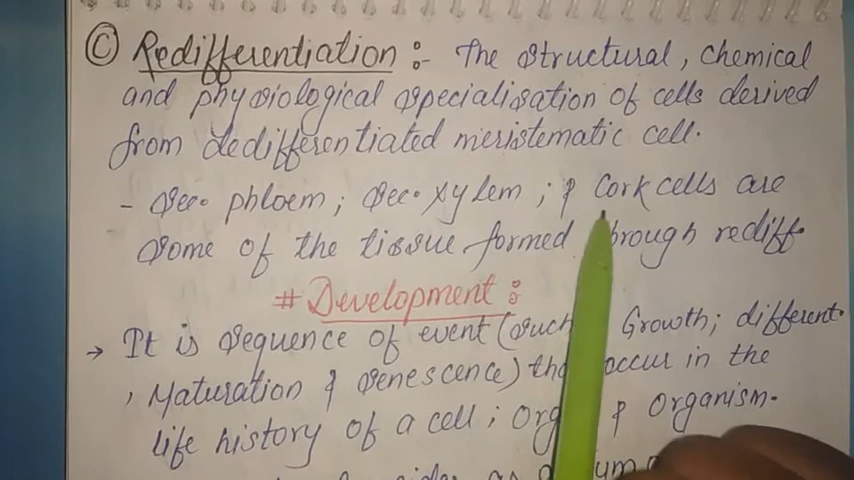 Ⓒ Redifferentiation :- The structural, chemical
and physiological specialisation of cells derived
from dedifferentiated meristematic cell.
- Sec. phloem; Sec. xylem; & Cork cells are
some of the tissue formed through rediff.
# Development :
→ It is sequence of event (such Growth; different.
, Maturation & senescence) occur in the
life history of a cell; & Organism.
as